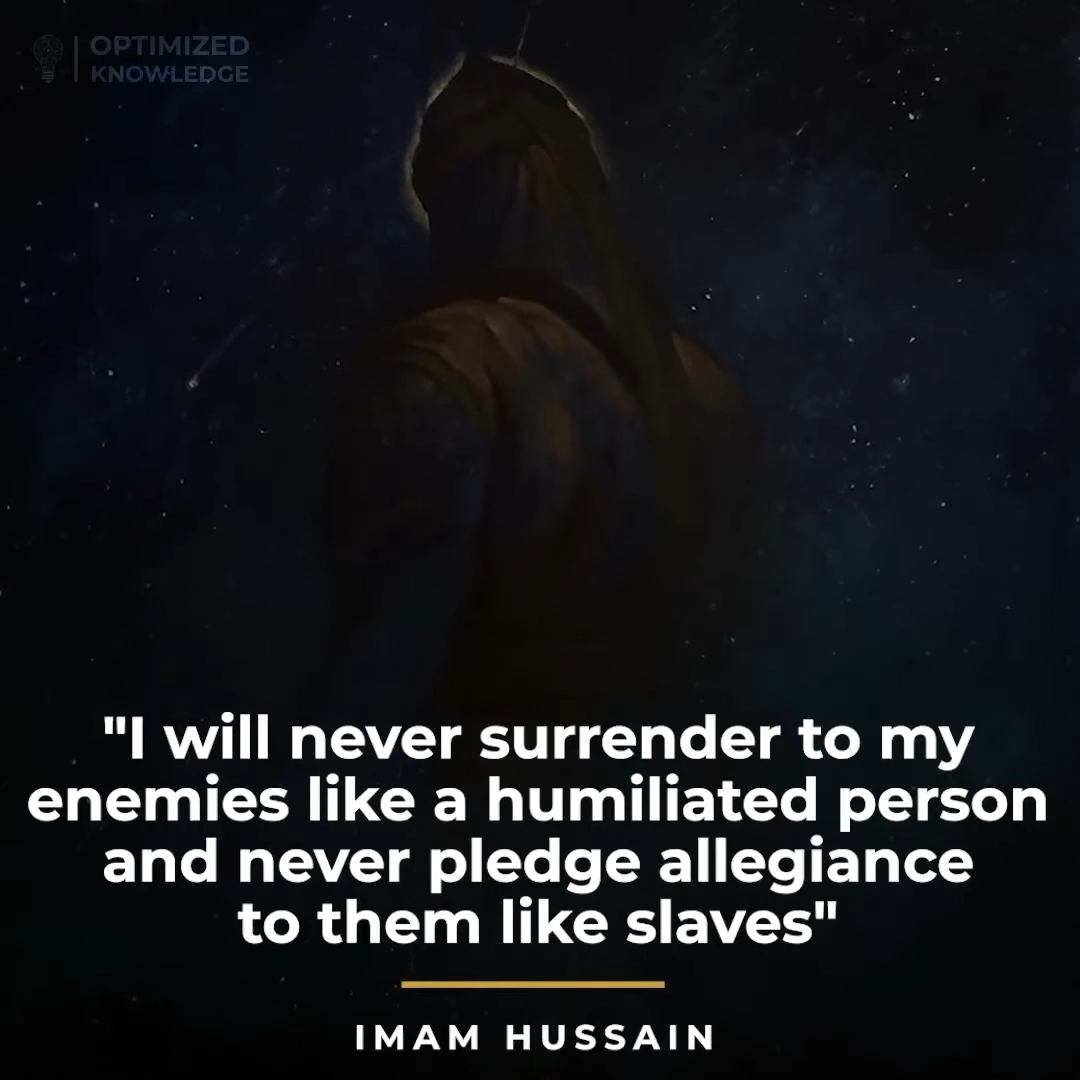 OPTIMIZED
KNOWLEDGE
"I will never surrender to my
enemies like a humiliated person
and never pledge allegiance
to them like slaves"
IMAM HUSSAIN